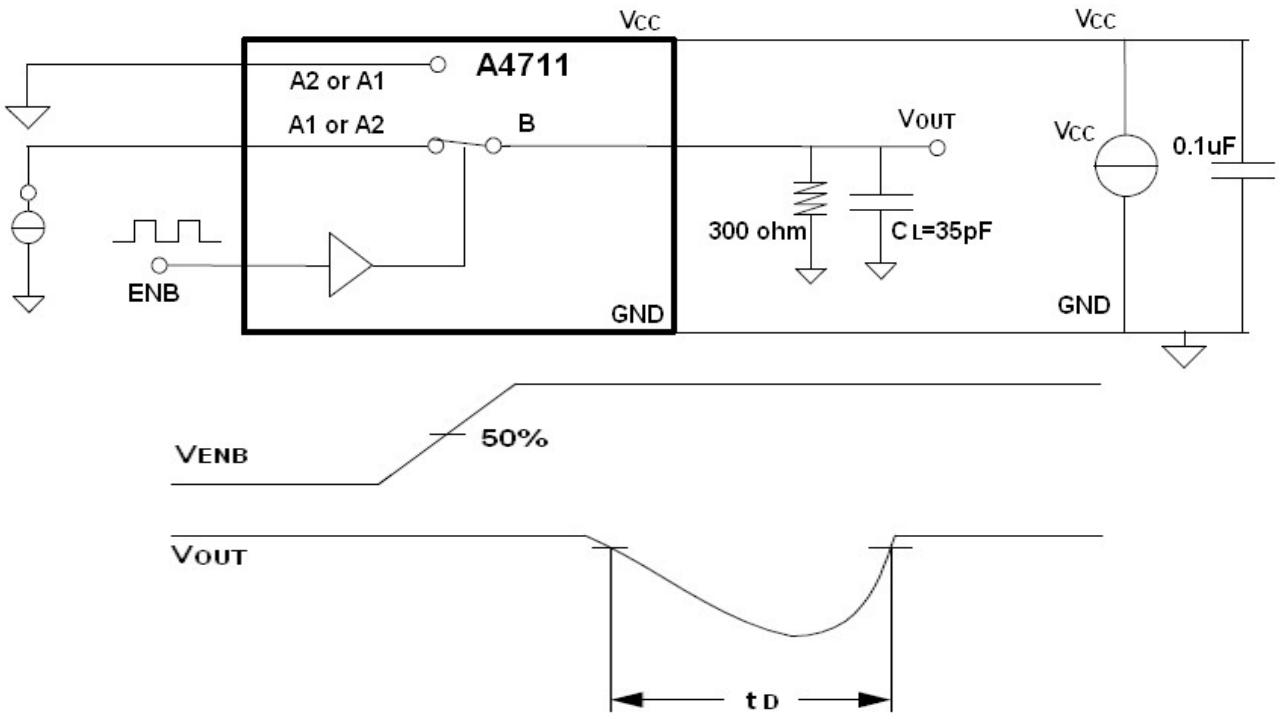 VCC
VCC
A4711
A2 or A1
A1 or A2
B
VOUT
VCC
0.1uF
300 ohm
CL=35pF
ENB
GND
GND
50%
VENB
VOUT
tD